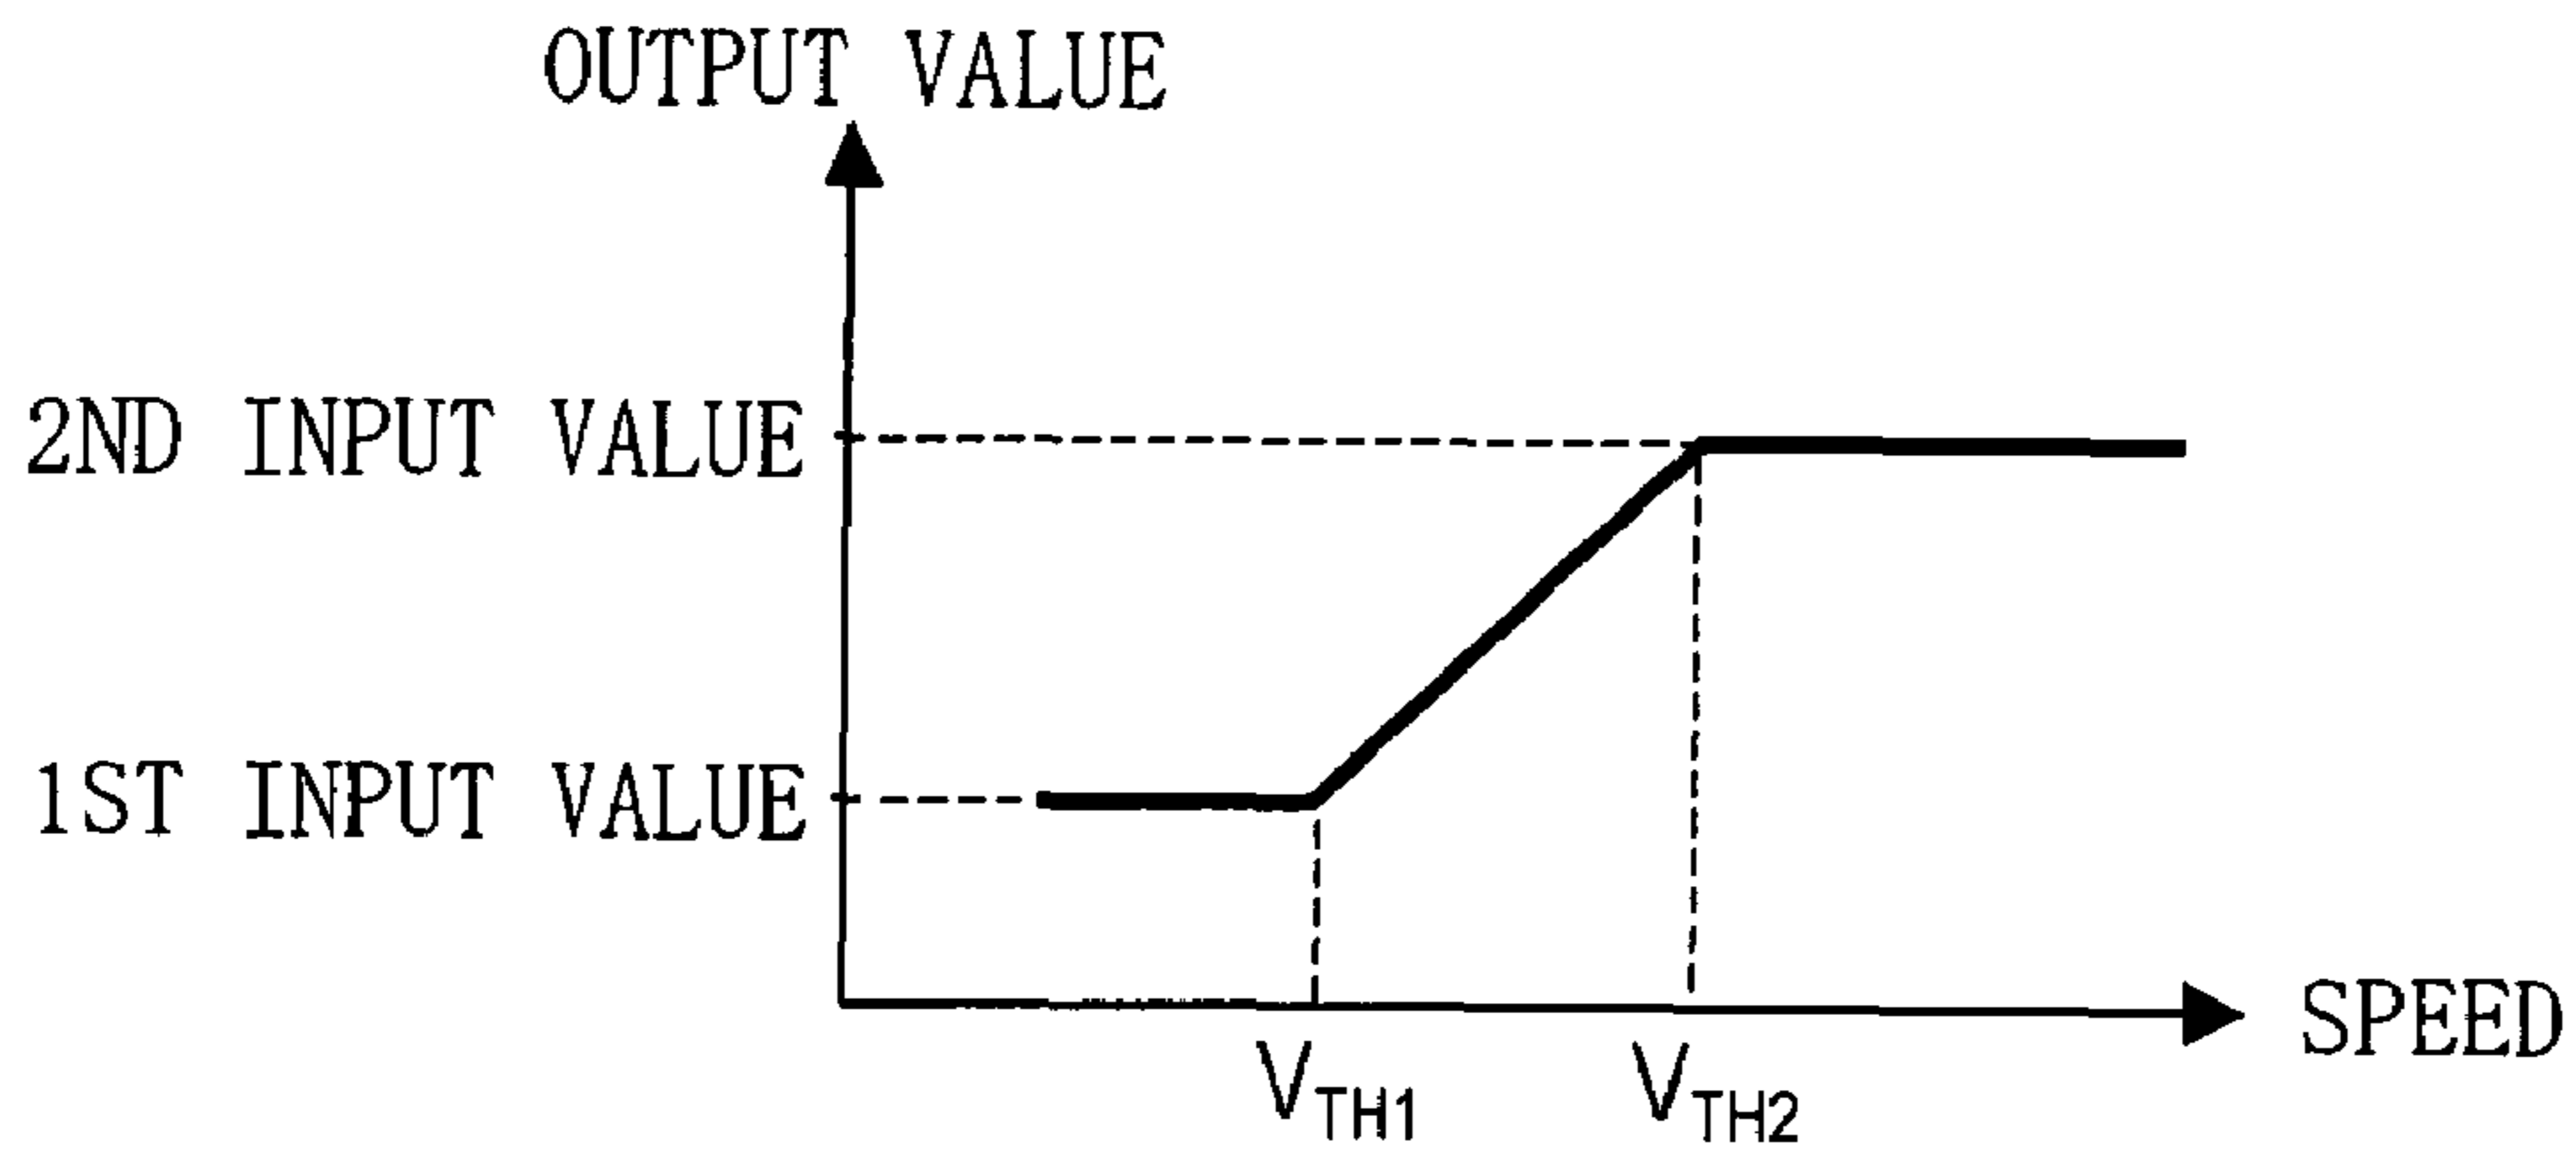 OUTPUT VALUE
2ND INPUT VALUE
1ST INPUT VALUE
SPEED
VTH1
VTH2